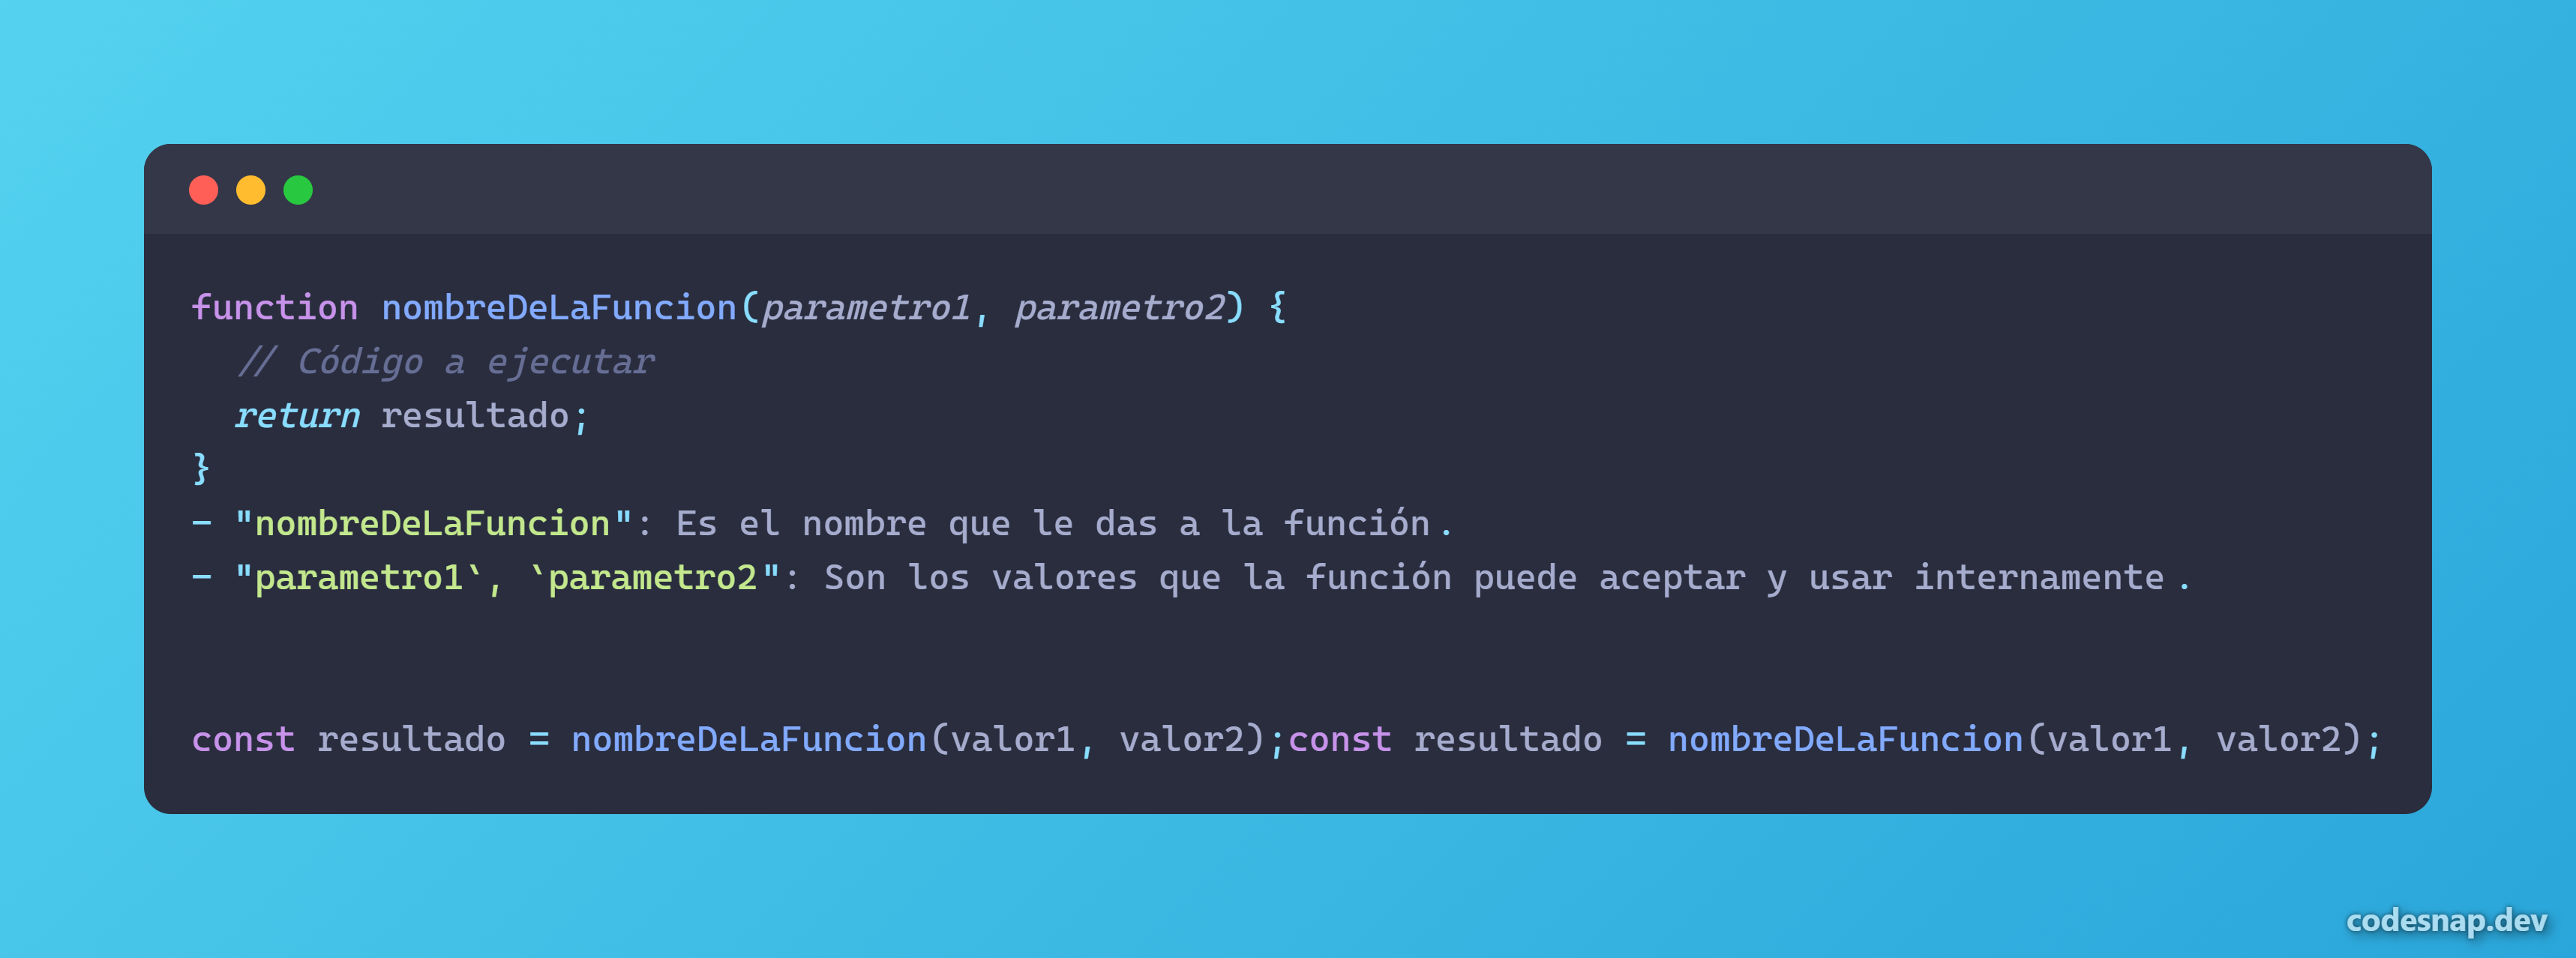 function nombreDeLaFuncion(parametro1, parametro2) {
  // Código a ejecutar
  return resultado;
}
- "nombreDeLaFuncion": Es el nombre que le das a la función.
- "parametro1`, `parametro2": Son los valores que la función puede aceptar y usar internamente.
const resultado = nombreDeLaFuncion(valor1, valor2);const resultado = nombreDeLaFuncion(valor1, valor2);
codesnap.dev